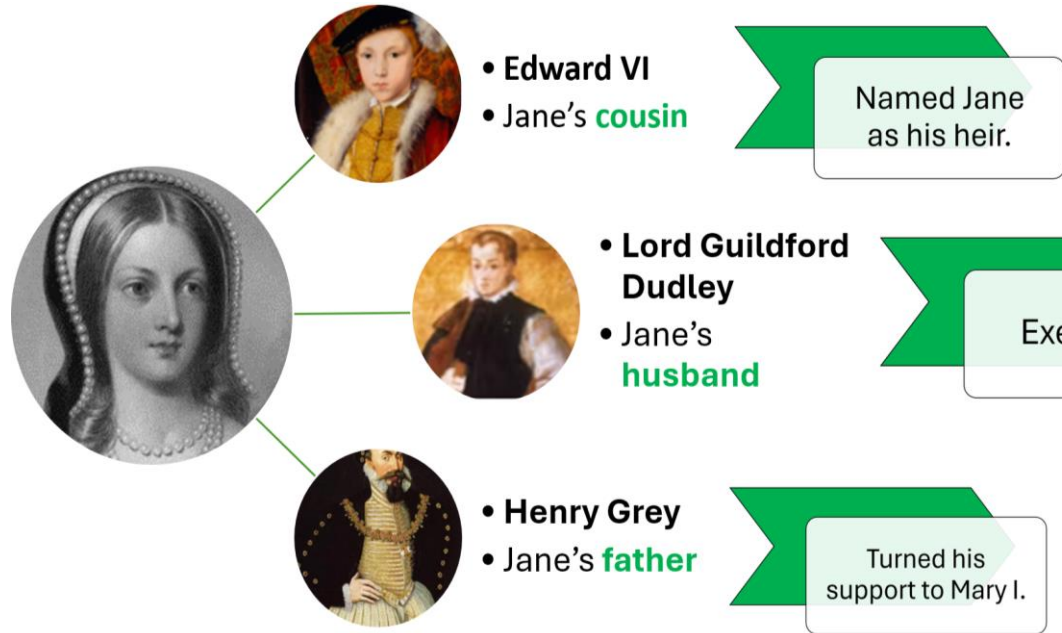 • Edward VI
• Jane's cousin
Named Jane
as his heir.
• Lord Guildford
Dudley
• Jane's
husband
• Henry Grey
• Jane's father
Turned his
support to Mary I.